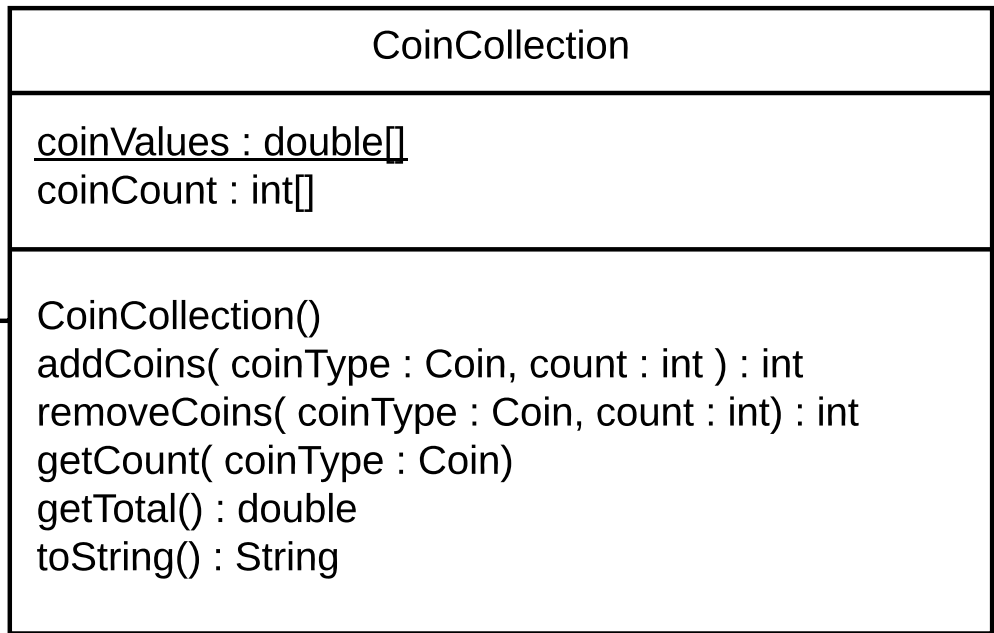 CoinCollection
coinValues : double[]
coinCount : int[]
CoinCollection()
addCoins( coinType : Coin, count : int ) : int
removeCoins( coinType : Coin, count : int) : int
getCount( coinType : Coin)
getTotal() : double
toString() : String